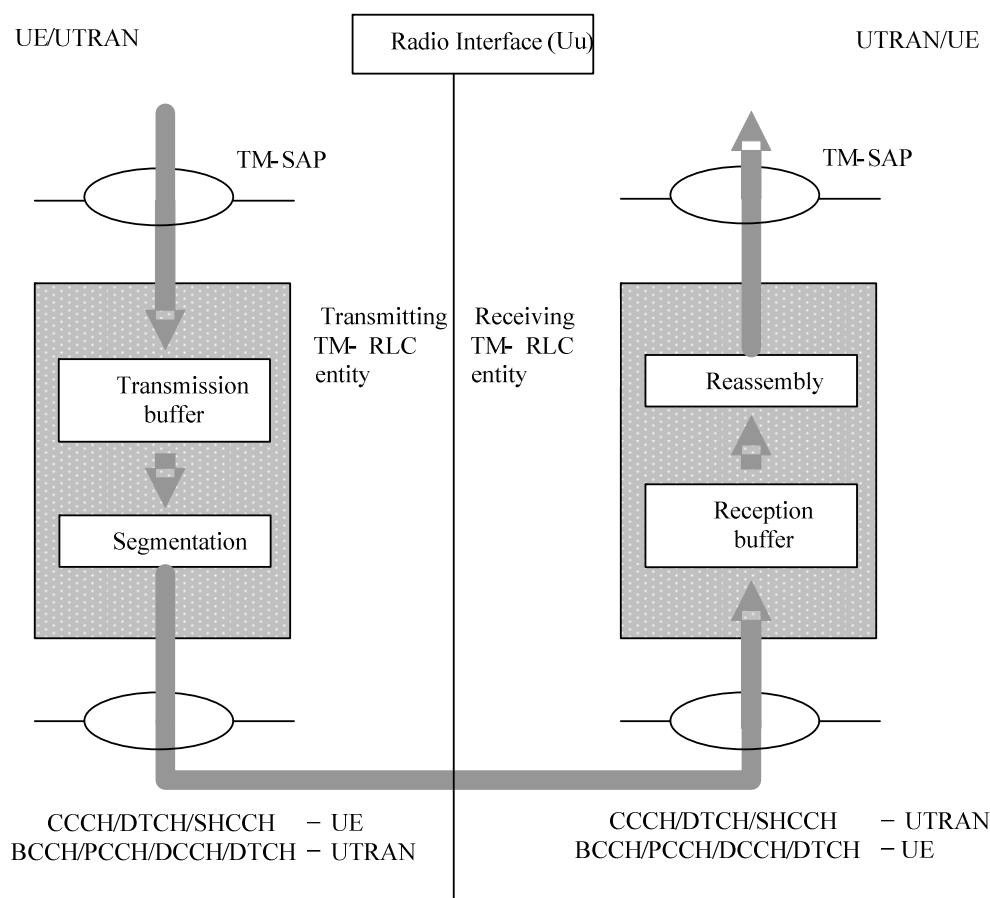 UE/UTRAN
Radio Interface (Uu)
UTRAN/UE
TM-SAP
TM-SAP
Transmitting
TM- RLC
entity
Receiving
TM- RLC
entity
Transmission
buffer
Segmentation
Reassembly
Reception
buffer
CCCH/DTCH/SHCCH – UE
BCCH/PCCH/DCCH/DTCH – UTRAN
CCCH/DTCH/SHCCH – UTRAN
BCCH/PCCH/DCCH/DTCH – UE